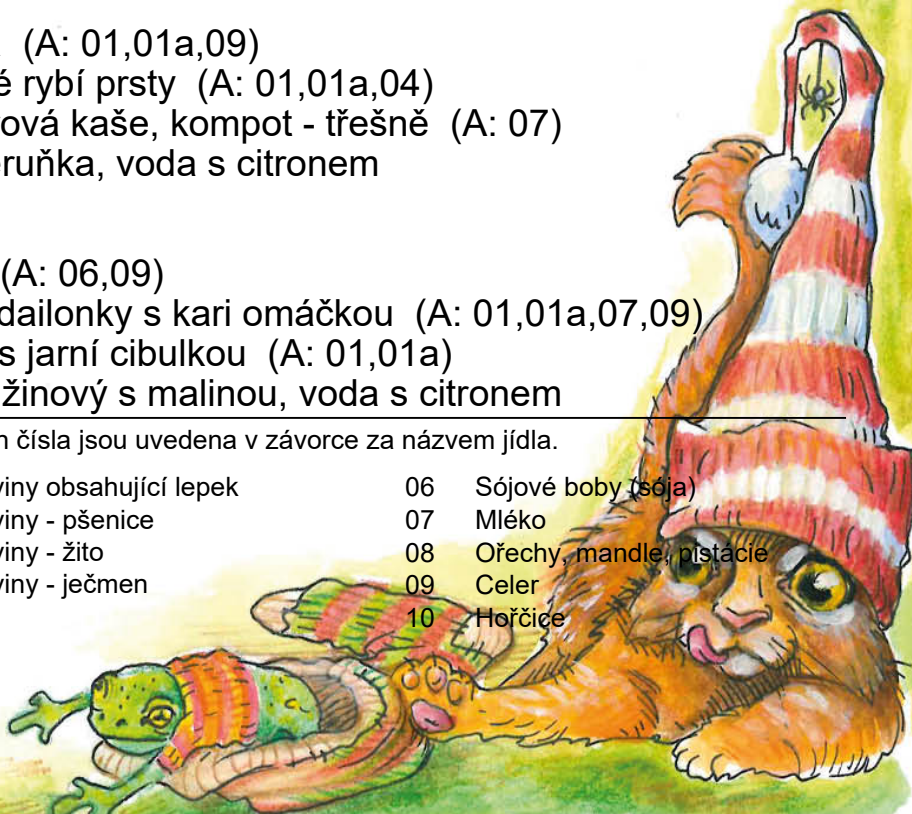 (A: 01,01a,09)
é rybí prsty (A: 01,01a,04)
ová kaše, kompot - třešně (A: 07)
ruňka, voda s citronem
(A: 06,09)
dailonky s kari omáčkou (A: 01,01a,07,09)
s jarní cibulkou (A: 01,01a)
žinový s malinou, voda s citronem
čísla jsou uvedena v závorce za názvem jídla.
viny obsahující lepek 06 Sójové boby (sója)
viny - pšenice 07 Mléko
viny - žito 08 Ořechy, mandle, pistácie
viny - ječmen 09 Celer
10 Hořčice